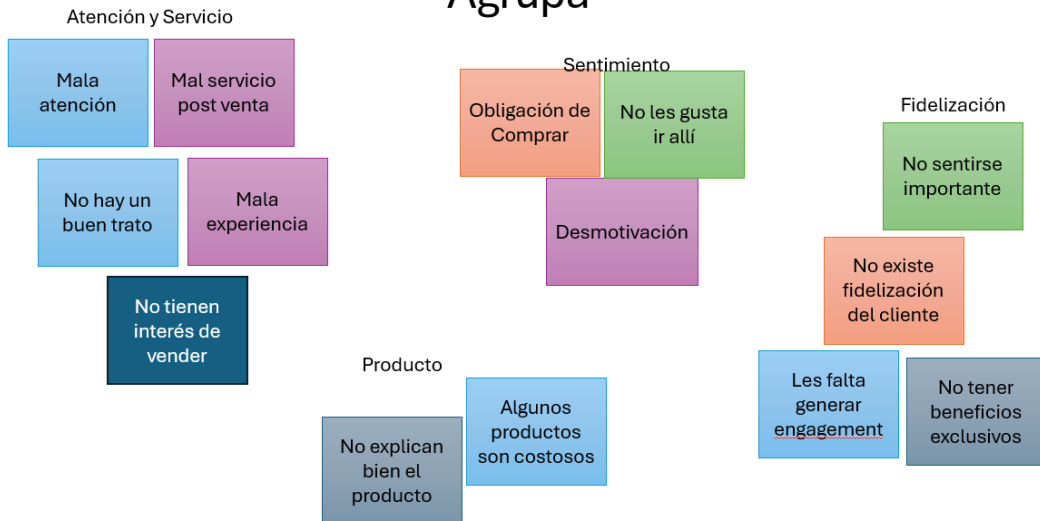 Agrupa
Atención y Servicio
Mala
atención
Mal servicio
post venta
No hay un
buen trato
Mala
experiencia
No tienen
interés de
vender
Sentimiento
Obligación de
Comprar
No les gusta
ir allí
Desmotivación
Producto
No explican
bien el
producto
Algunos
productos
son costosos
Fidelización
No sentirse
importante
No existe
fidelización
del cliente
Les falta
generar
engagement
No tener
beneficios
exclusivos